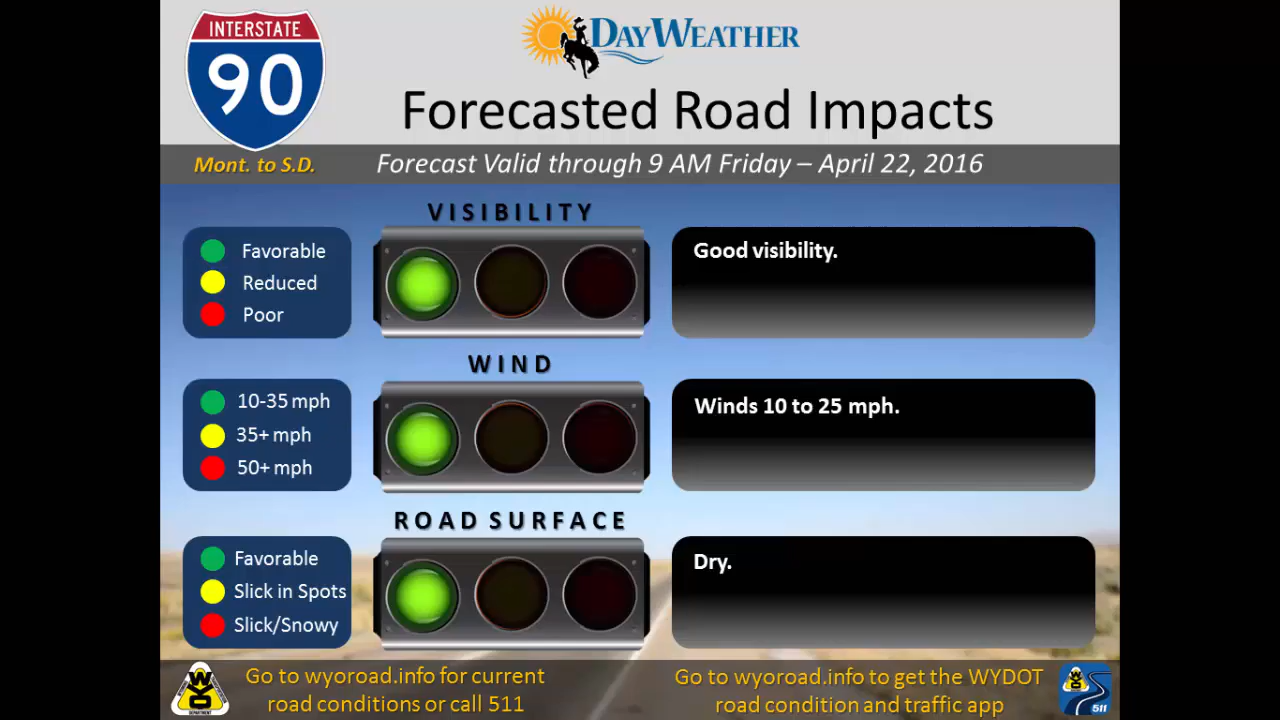 INTERSTATE
90
DAYWEATHER
Forecasted Road Impacts
Mont. to S.D.
Forecast Valid through 9 AM Friday – April 22, 2016
VISIBILITY
Favorable
Reduced
Poor
Good visibility.
WIND
10-35 mph
35+ mph
50+ mph
Winds 10 to 25 mph.
ROAD SURFACE
Favorable
Slick in Spots
Slick/Snowy
Dry.
Go to wyoroad.info for current
road conditions or call 511
Go to wyoroad.info to get the WYDOT
road condition and traffic app
511